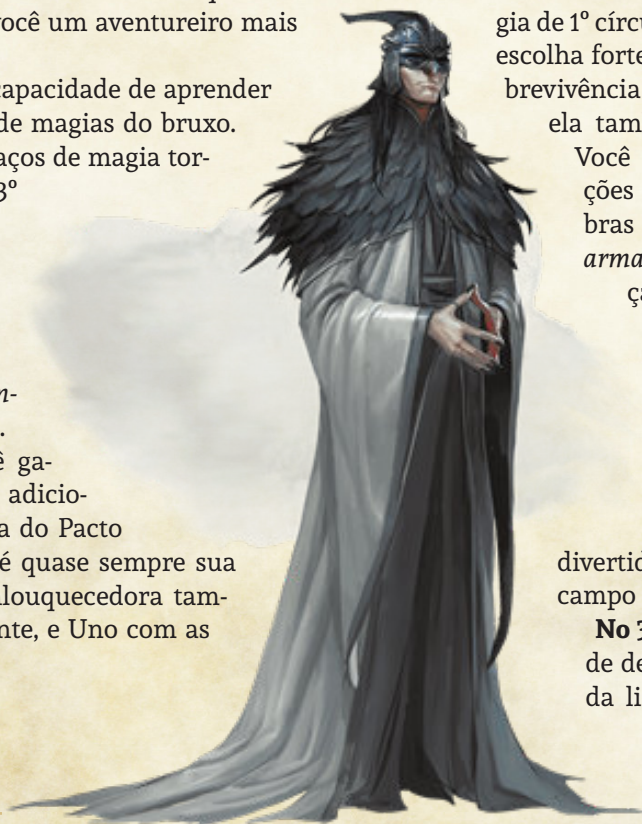 você um aventureiro mais
capacidade de aprender
de magias do bruxo.
aços de magia tor-
3º
n-
.
ê ga-
adicio-
a do Pacto
é quase sempre sua
louquecedora tam-
nte, e Uno com as
gia de 1º círcu
escolha forte
brevivência
ela tam
Você
ções
bras
arma
ç
divertid
campo
No 3
de de
da li